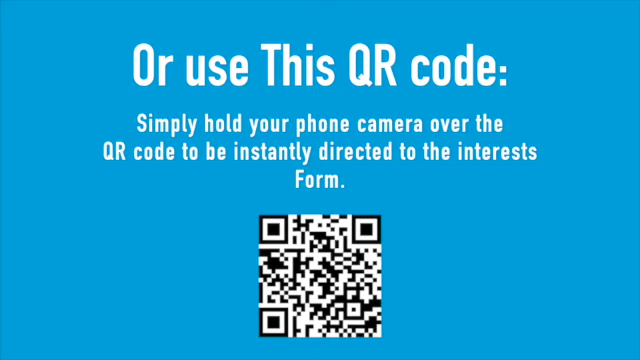 Or use This QR code:
Simply hold your phone camera over the
QR code to be instantly directed to the interests
Form.